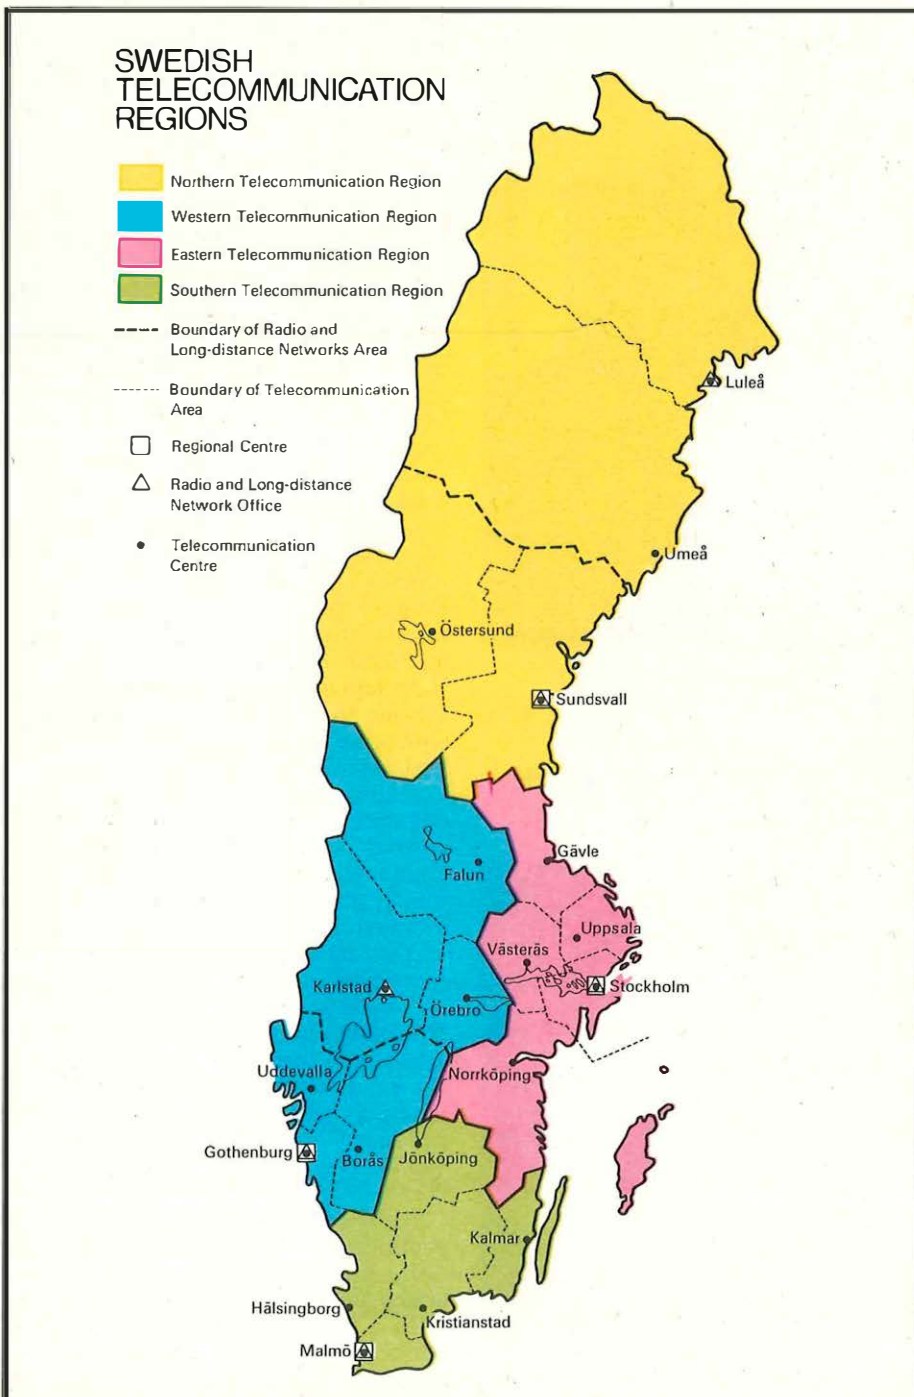 SWEDISH
TELECOMMUNICATION
REGIONS
Northern Telecommunication Region
Western Telecommunication Region
Eastern Telecommunication Region
Southern Telecommunication Region
Boundary of Radio and
Long-distance Networks Area
Boundary of Telecommunication
Area
Regional Centre
Radio and Long-distance
Network Office
Telecommunication
Centre
Luleå
Umeå
Östersund
Sundsvall
Gävle
Falun
Uppsala
Västerås
Karlstad
Stockholm
Örebro
Uddevalla
Norrköping
Gothenburg
Borås
Jönköping
Kalmar
Hälsingborg
Kristianstad
Malmö